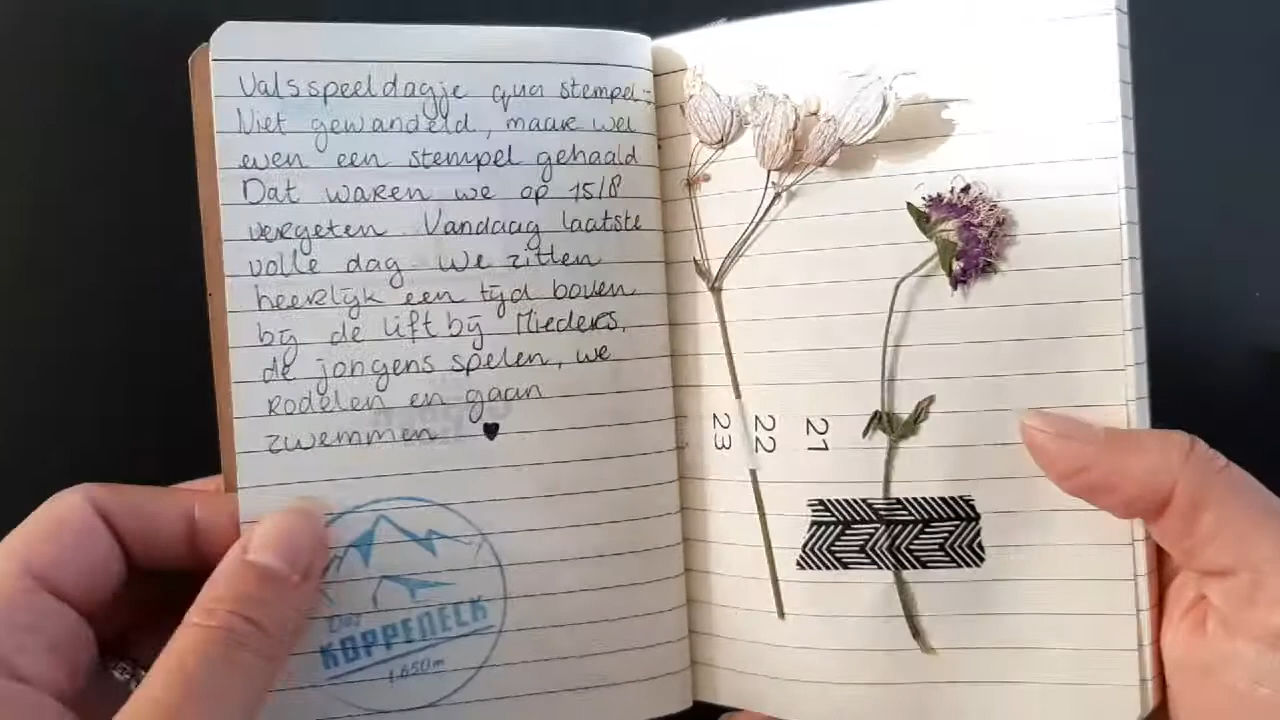 Valsspeeldagje qua stempel-
Niet gewandeld, maar wel
even een stempel gehaald
Dat waren we op 15/8
vergeten. Vandaag laatste
volle dag. We zitten
heerlijk een tijd boven
bij de lift bij Mieders,
de jongens spelen, we
rodelen en gaan
zwemmen ♥
Das
KOPPENECK
1.650m
23
22
21